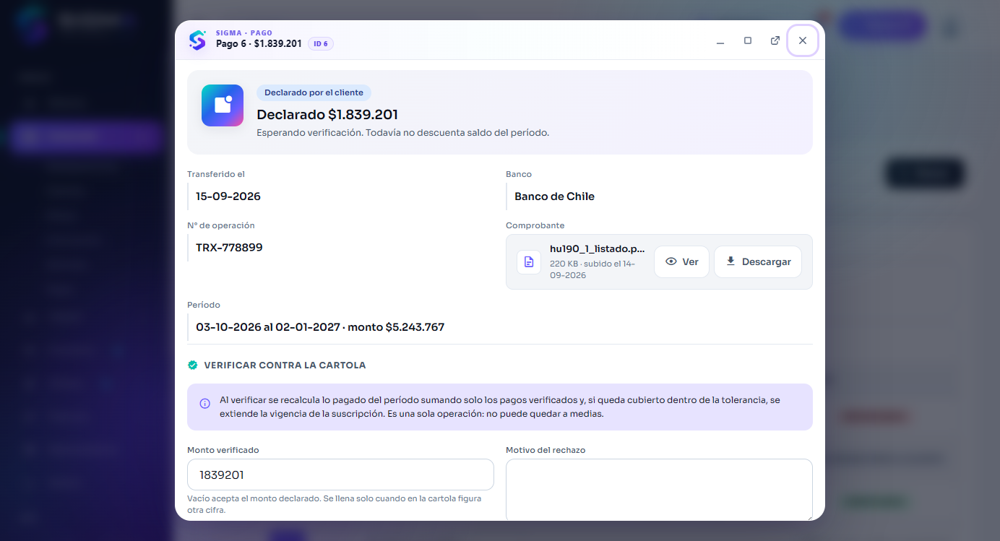 SIGMA · PAGO
Pago 6 · $1.839.201 ID 6
Declarado por el cliente
Declarado $1.839.201
Esperando verificación. Todavía no descuenta saldo del período.
Transferido el
15-09-2026
Banco
Banco de Chile
N° de operación
TRX-778899
Comprobante
hu190_1_listado.p...
220 KB · subido el 14-
09-2026
Ver
Descargar
Período
03-10-2026 al 02-01-2027 · monto $5.243.767
VERIFICAR CONTRA LA CARTOLA
Al verificar se recalcula lo pagado del período sumando solo los pagos verificados y, si queda cubierto dentro de la tolerancia, se
extiende la vigencia de la suscripción. Es una sola operación: no puede quedar a medias.
Monto verificado
1839201
Vacío acepta el monto declarado. Se llena solo cuando en la cartola figura
otra cifra.
Motivo del rechazo